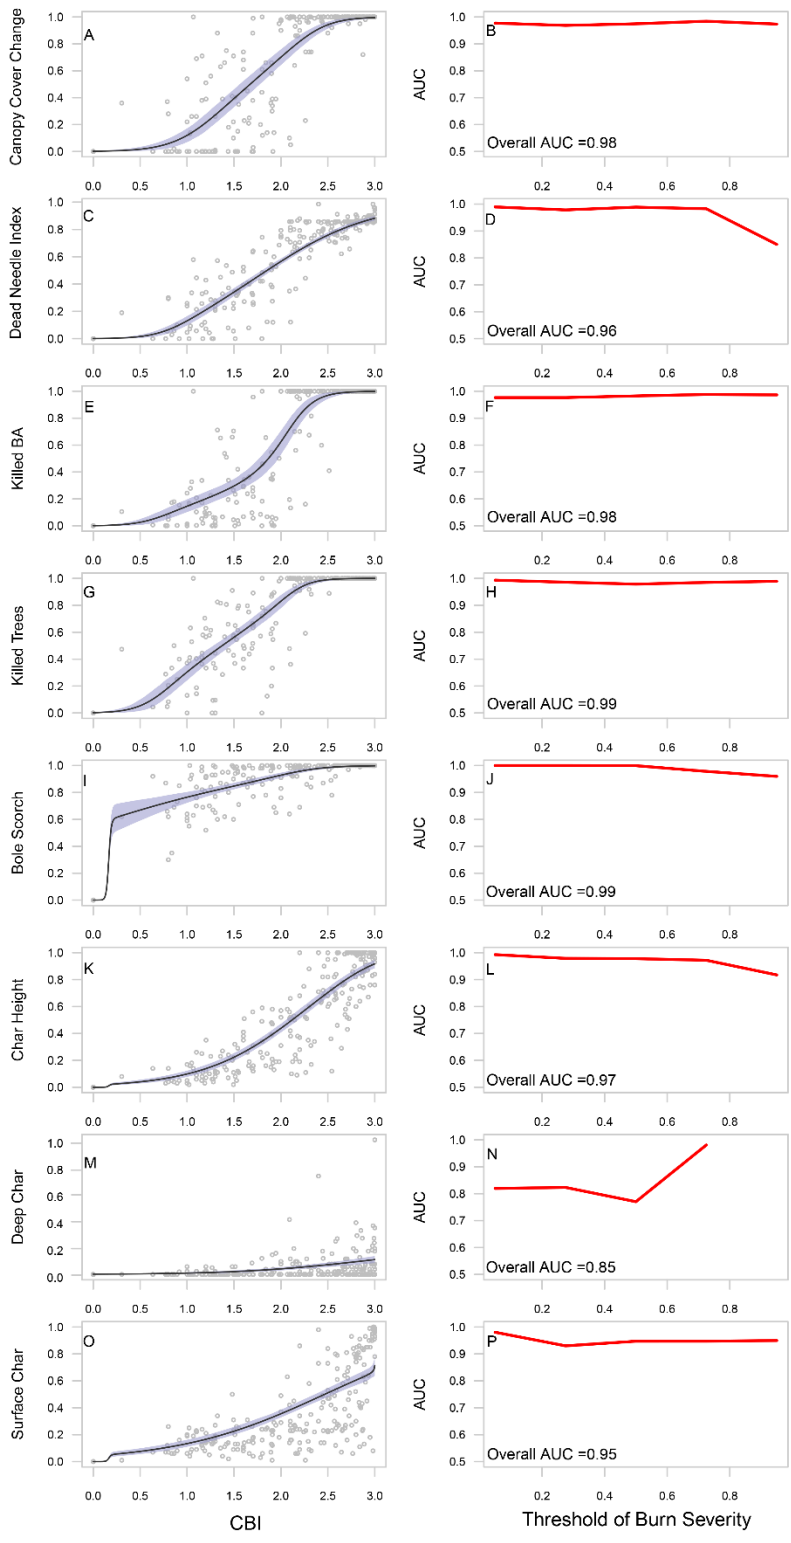 Canopy Cover Change
A
1.0
0.8
0.6
0.4
0.2
0.0
0.0 0.5 1.0 1.5 2.0 2.5 3.0
AUC
B
1.0
0.9
0.8
0.7
0.6
0.5
Overall AUC =0.98
0.2 0.4 0.6 0.8
Dead Needle Index
C
1.0
0.8
0.6
0.4
0.2
0.0
0.0 0.5 1.0 1.5 2.0 2.5 3.0
AUC
D
1.0
0.9
0.8
0.7
0.6
0.5
Overall AUC =0.96
0.2 0.4 0.6 0.8
Killed BA
E
1.0
0.8
0.6
0.4
0.2
0.0
0.0 0.5 1.0 1.5 2.0 2.5 3.0
AUC
F
1.0
0.9
0.8
0.7
0.6
0.5
Overall AUC =0.98
0.2 0.4 0.6 0.8
Killed Trees
G
1.0
0.8
0.6
0.4
0.2
0.0
0.0 0.5 1.0 1.5 2.0 2.5 3.0
AUC
H
1.0
0.9
0.8
0.7
0.6
0.5
Overall AUC =0.99
0.2 0.4 0.6 0.8
Bole Scorch
I
1.0
0.8
0.6
0.4
0.2
0.0
0.0 0.5 1.0 1.5 2.0 2.5 3.0
AUC
J
1.0
0.9
0.8
0.7
0.6
0.5
Overall AUC =0.99
0.2 0.4 0.6 0.8
Char Height
K
1.0
0.8
0.6
0.4
0.2
0.0
0.0 0.5 1.0 1.5 2.0 2.5 3.0
AUC
L
1.0
0.9
0.8
0.7
0.6
0.5
Overall AUC =0.97
0.2 0.4 0.6 0.8
Deep Char
M
1.0
0.8
0.6
0.4
0.2
0.0
0.0 0.5 1.0 1.5 2.0 2.5 3.0
AUC
N
1.0
0.9
0.8
0.7
0.6
0.5
Overall AUC =0.85
0.2 0.4 0.6 0.8
Surface Char
O
1.0
0.8
0.6
0.4
0.2
0.0
0.0 0.5 1.0 1.5 2.0 2.5 3.0
CBI
AUC
P
1.0
0.9
0.8
0.7
0.6
0.5
Overall AUC =0.95
0.2 0.4 0.6 0.8
Threshold of Burn Severity